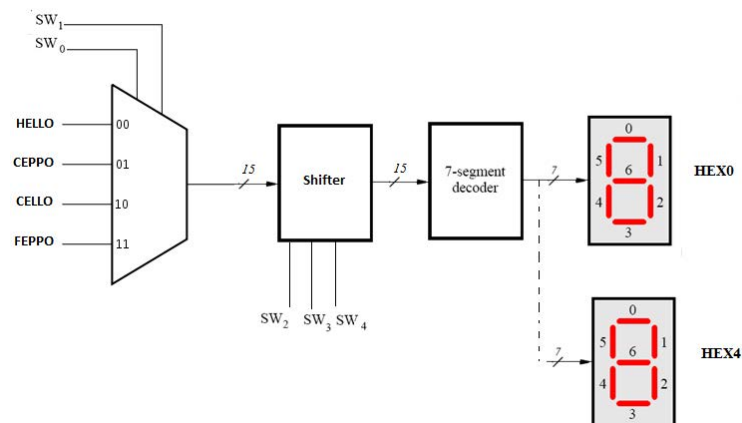 SW1
SW0
HELLO 00
CEPPO 01
CELLO 10
FEPPO 11
15
Shifter
15
7-segment
decoder
7
0
5 6 1
4 2
3
HEX0
SW2 SW3 SW4
7
0
5 6 1
4 2
3
HEX4